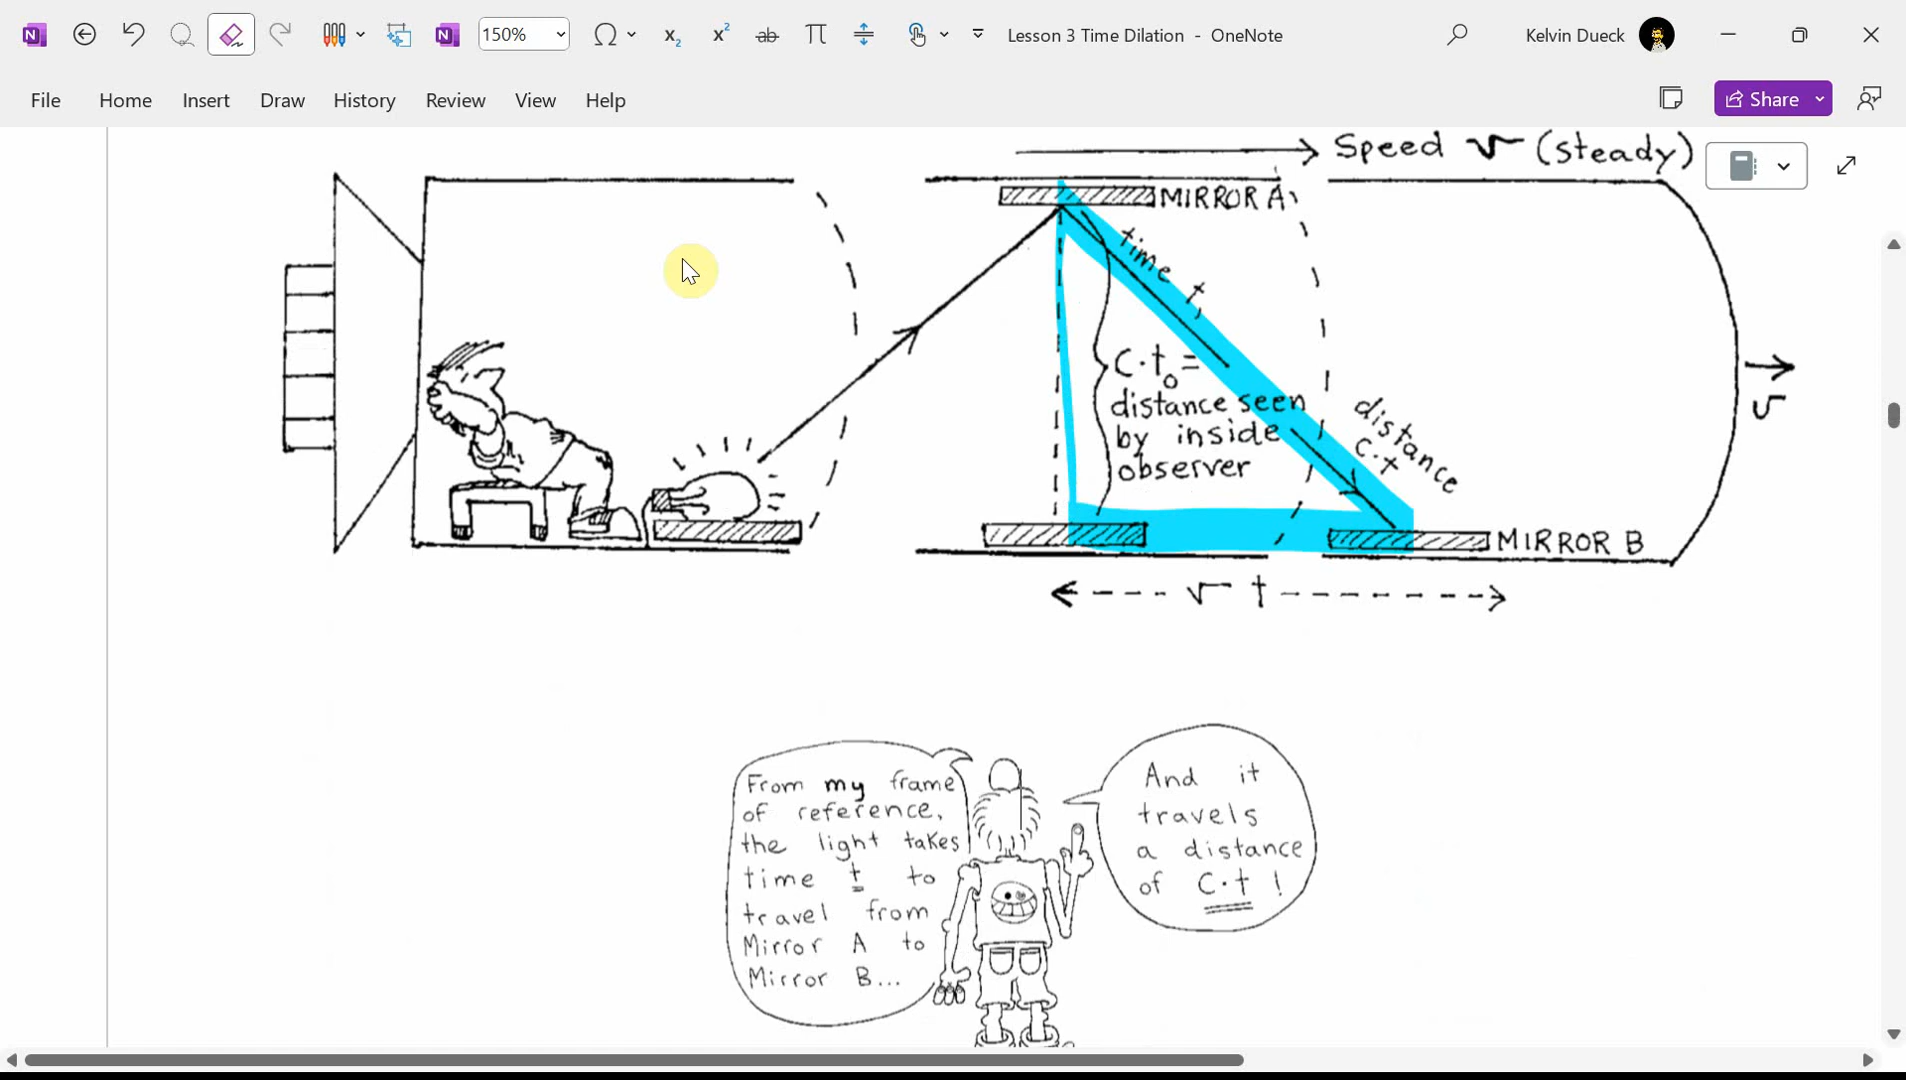 150%
Lesson 3 Time Dilation - OneNote
Kelvin Dueck
File Home Insert Draw History Review View Help
Share
Speed v (steady)
MIRROR A
time t
C·t₀ =
distance seen
by inside
observer
distance
c·t
v
MIRROR B
v t
From my frame
of reference,
the light takes
time t to
travel from
Mirror A to
Mirror B...
And it
travels
a distance
of C·t !